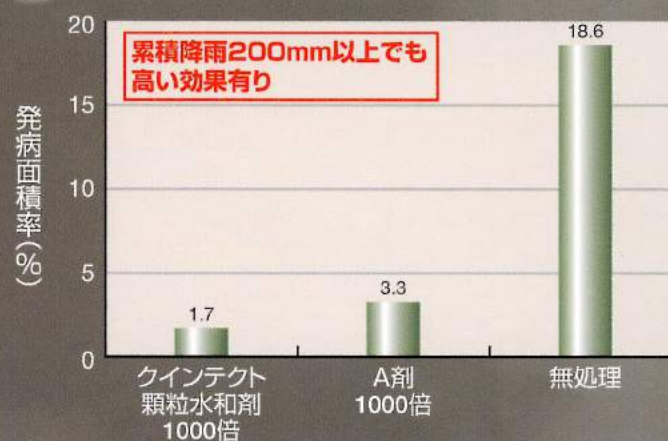 累積降雨200mm以上でも
高い効果有り
発病面積率(%)
20
15
10
5
0
1.7
3.3
18.6
クインテクト
顆粒水和剤
1000倍
A剤
1000倍
無処理